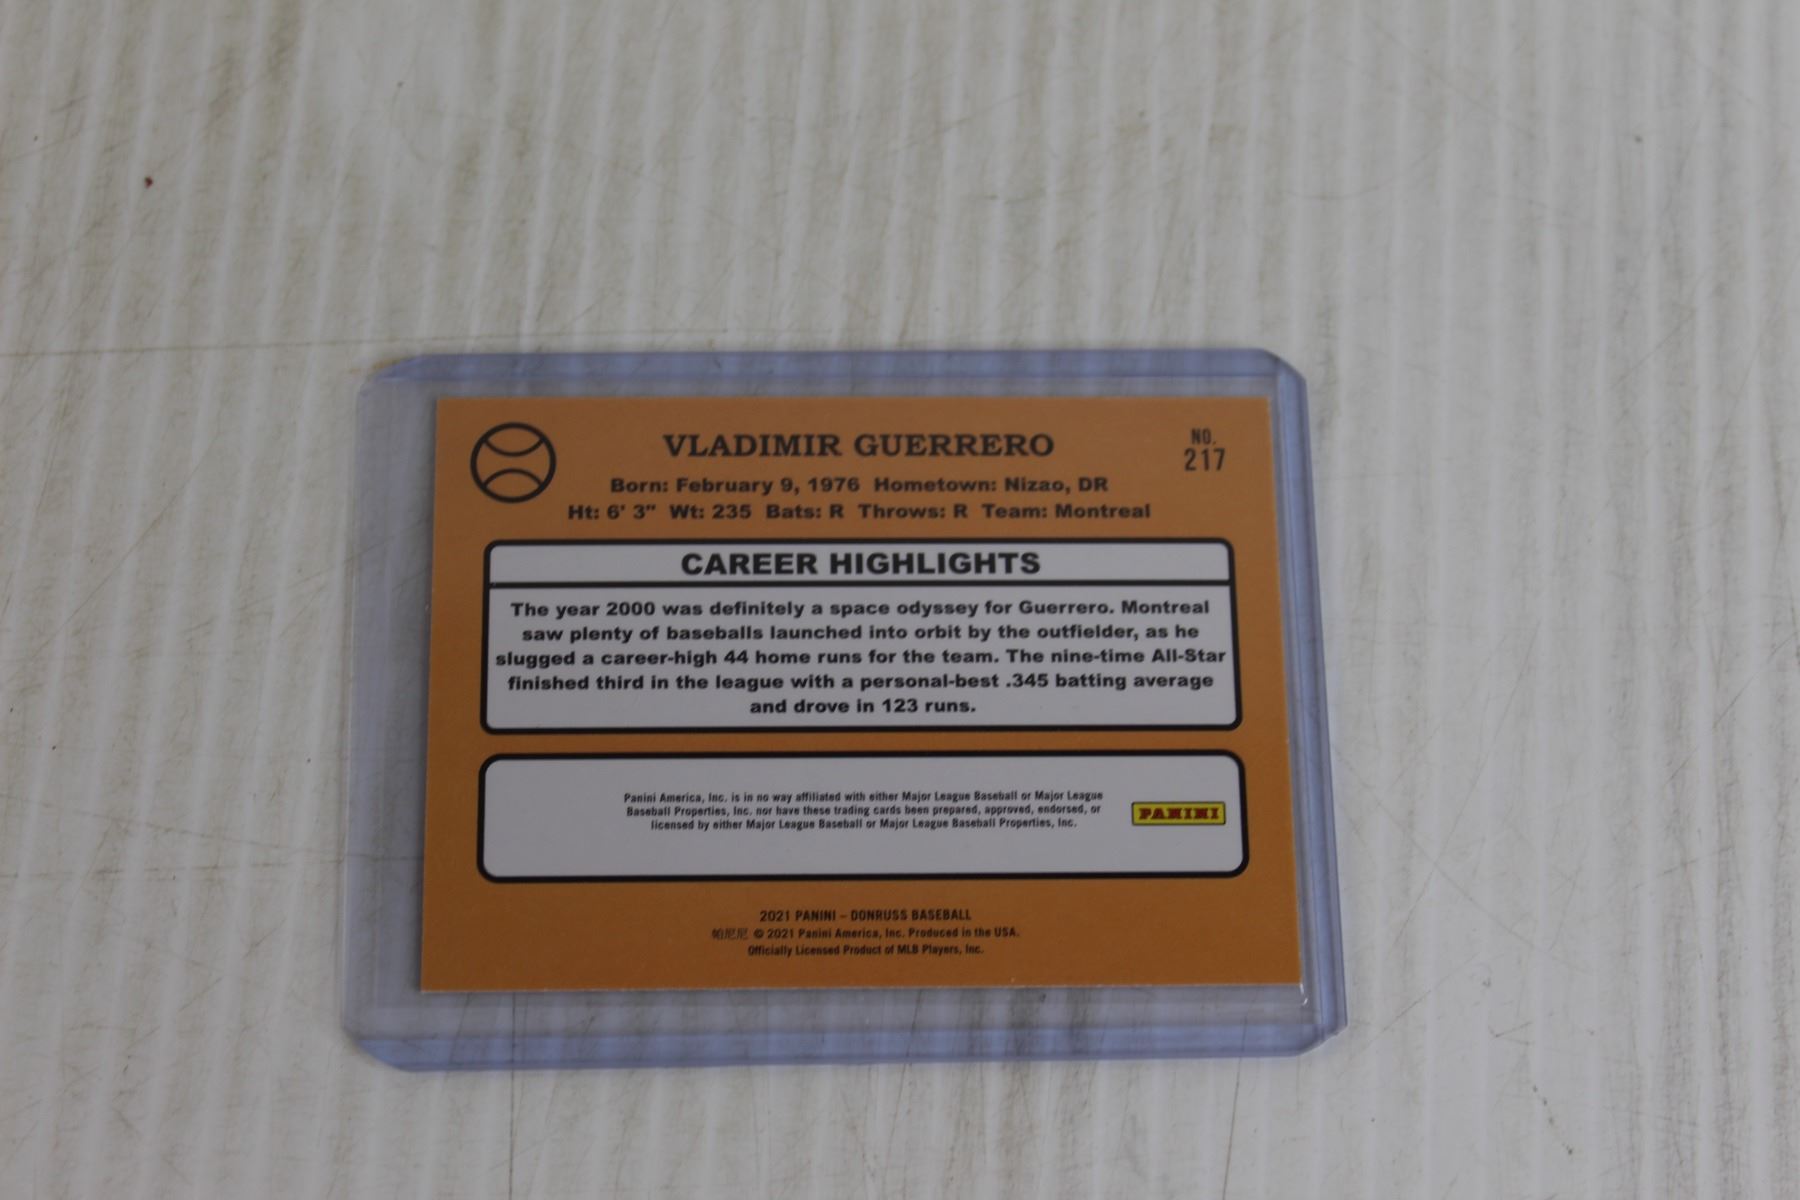 VLADIMIR GUERRERO
NO.
217
Born: February 9, 1976 Hometown: Nizao, DR
Ht: 6' 3" Wt: 235 Bats: R Throws: R Team: Montreal
CAREER HIGHLIGHTS
The year 2000 was definitely a space odyssey for Guerrero. Montreal
saw plenty of baseballs launched into orbit by the outfielder, as he
slugged a career-high 44 home runs for the team. The nine-time All-Star
finished third in the league with a personal-best .345 batting average
and drove in 123 runs.
Panini America, Inc. is in no way affiliated with either Major League Baseball or Major League
Baseball Properties, Inc. nor have these trading cards been prepared, approved, endorsed, or
licensed by either Major League Baseball or Major League Baseball Properties, Inc.
PANINI
2021 PANINI – DONRUSS BASEBALL
帕尼尼 © 2021 Panini America, Inc. Produced in the USA.
Officially Licensed Product of MLB Players, Inc.